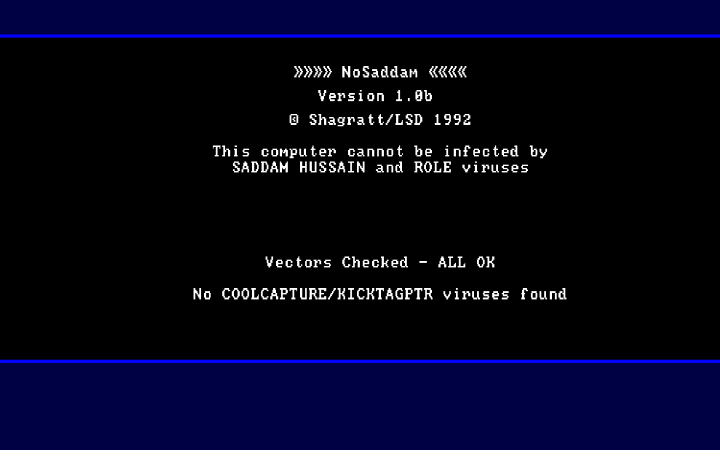 »»»» NoSaddam ««««
Version 1.0b
© Shagratt/LSD 1992
This computer cannot be infected by
SADDAM HUSSAIN and ROLE viruses
Vectors Checked - ALL OK
No COOLCAPTURE/KICKTAGPTR viruses found